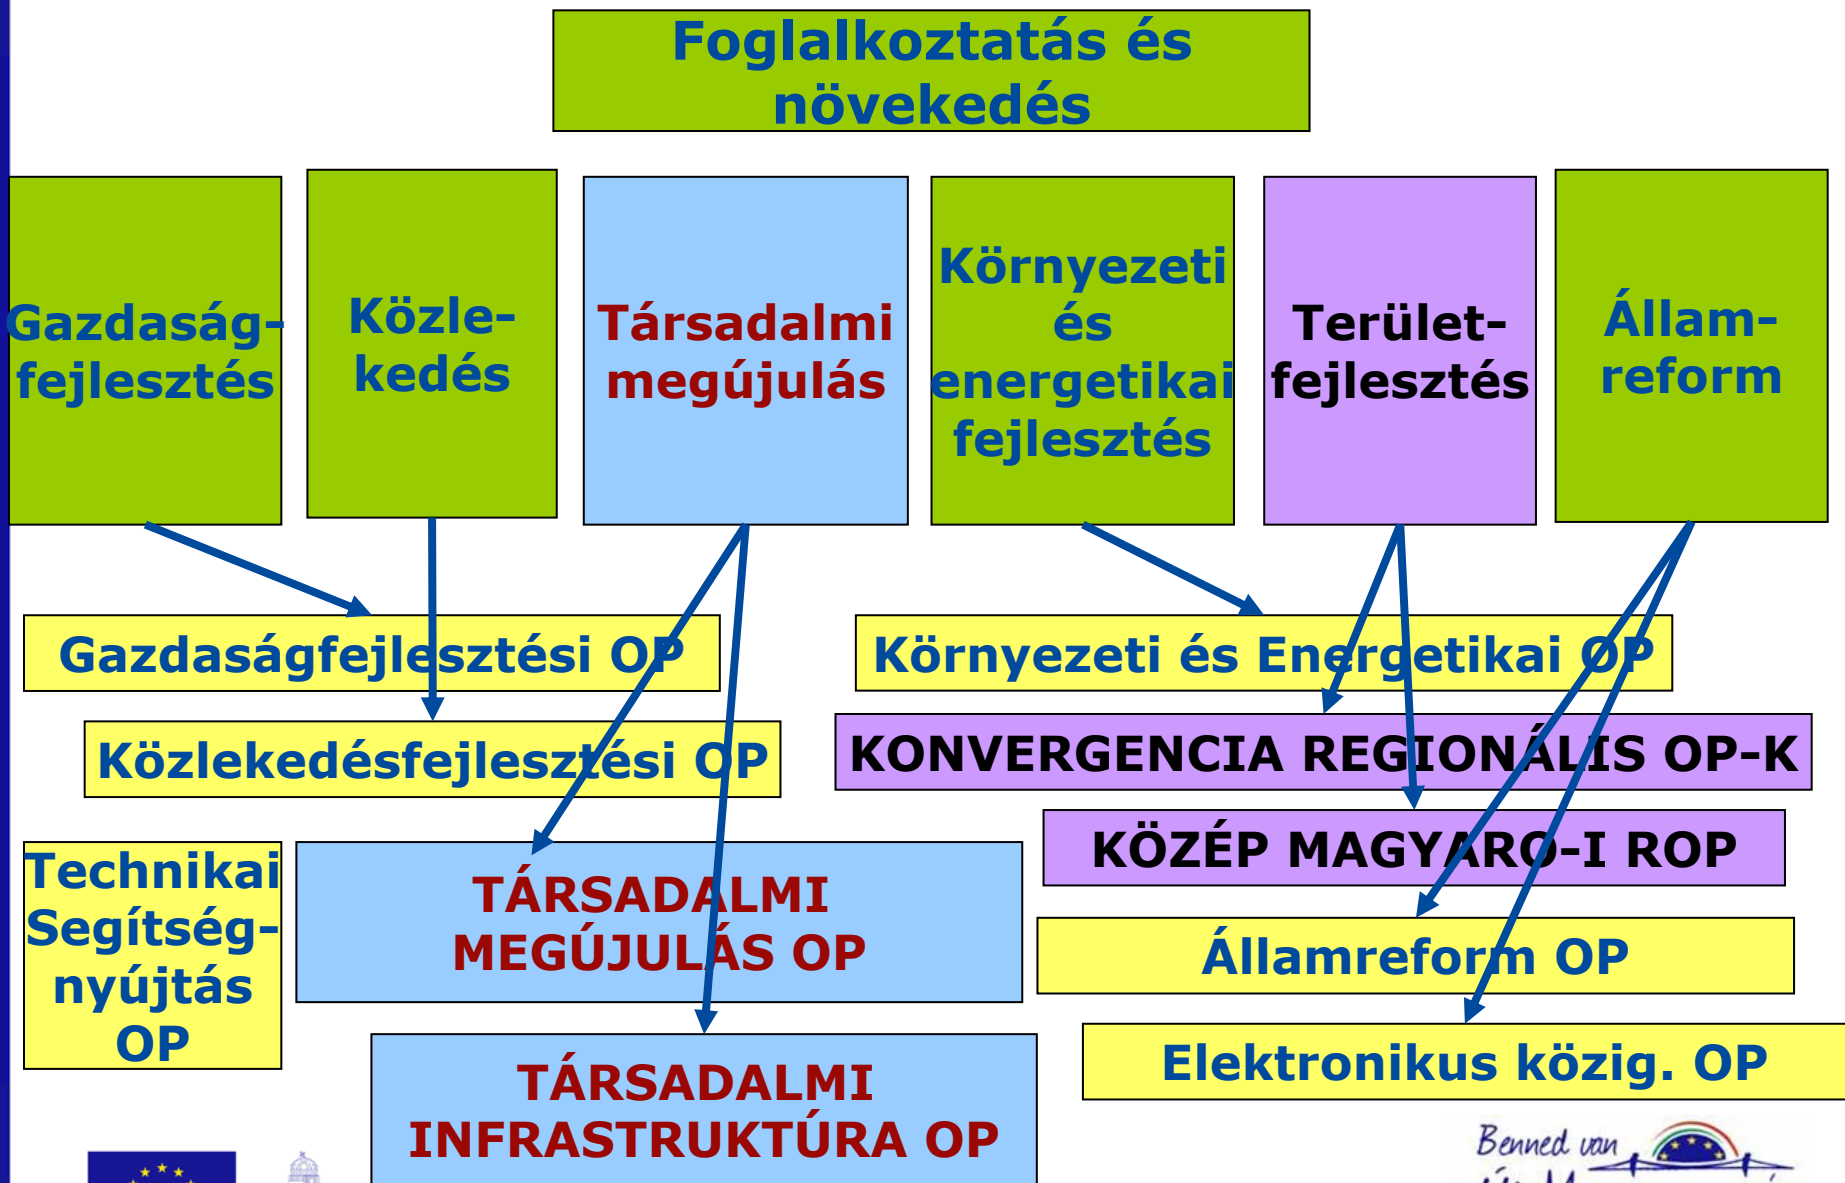 Foglalkoztatás és
növekedés
Gazdaság-
fejlesztés
Közle-
kedés
Társadalmi
megújulás
Környezeti
és
energetikai
fejlesztés
Terület-
fejlesztés
Állam-
reform
Gazdaságfejlesztési OP
Környezeti és Energetikai OP
Közlekedésfejlesztési OP
KONVERGENCIA REGIONÁLIS OP-K
KÖZÉP MAGYARO-I ROP
Technikai
Segítség-
nyújtás
OP
TÁRSADALMI
MEGÚJULÁS OP
Államreform OP
Elektronikus közig. OP
TÁRSADALMI
INFRASTRUKTÚRA OP
Benned van